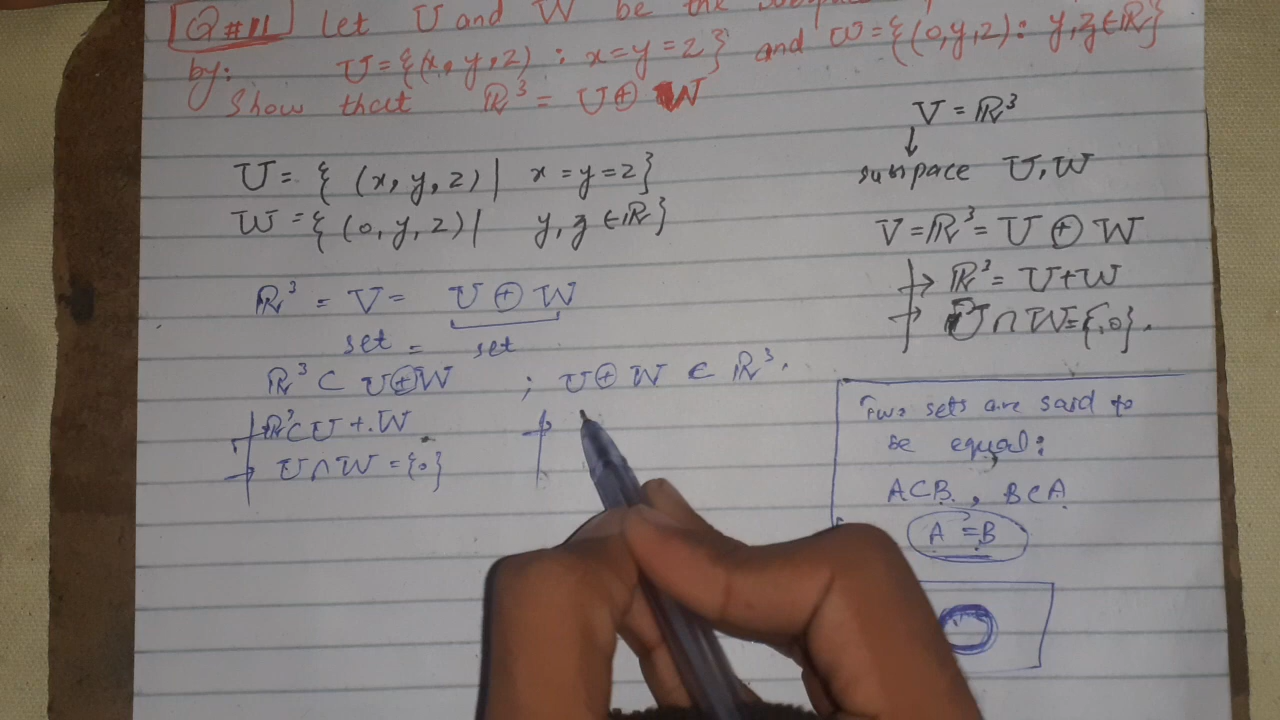 Q#11 Let U and W be the
by: U={(x,y,z) : x=y=z} and W={(0,y,z): y,z∈ℝ}
Show that ℝ³ = U⊕W
U = { (x,y,z) | x=y=z}
W = { (0,y,z) | y,z ∈ℝ}
ℝ³ = V = U⊕W
set = set
ℝ³ ⊂ U⊕W ; U⊕W ⊂ ℝ³.
→ ℝ³⊂ U+W
→ U∩W = {0}
V = ℝ³
↓
subspace U,W
V=ℝ³= U⊕W
→ ℝ³ = U+W
→ U∩W={0}.
Two sets are said to
be equal:
A⊂B, B⊂A
A=B